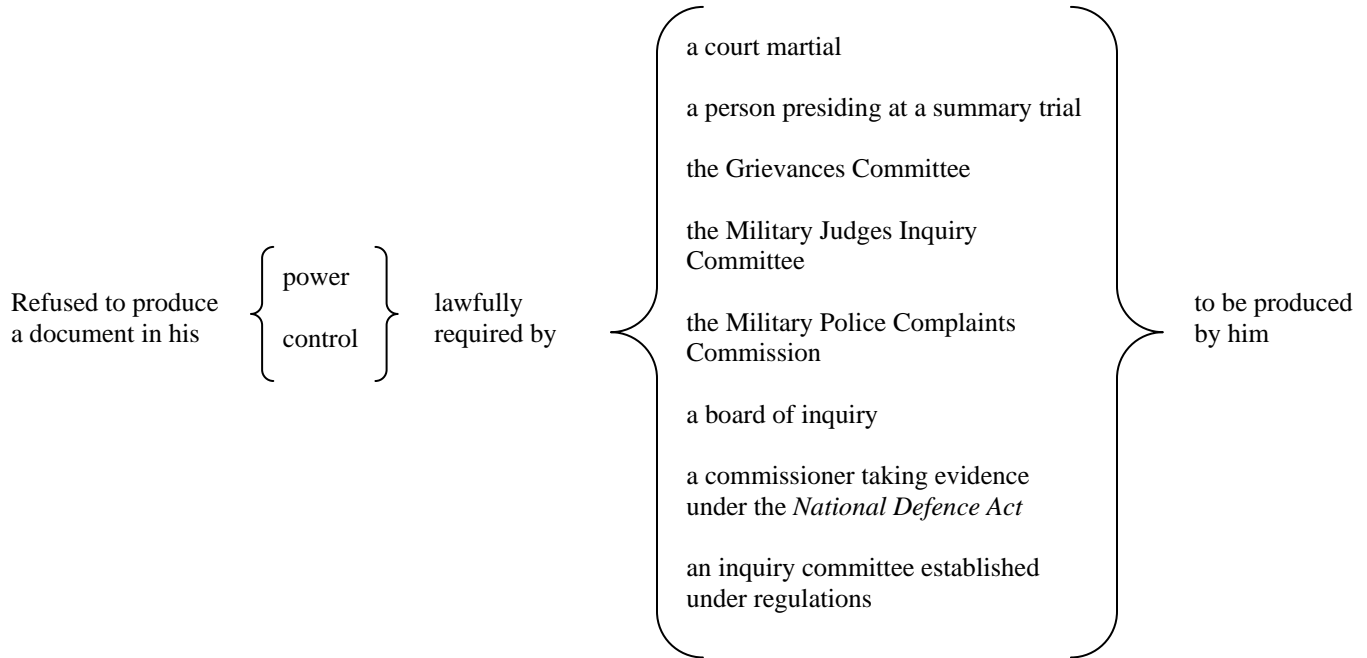 Refused to produce
a document in his
power
control
lawfully
required by
a court martial
a person presiding at a summary trial
the Grievances Committee
the Military Judges Inquiry
Committee
the Military Police Complaints
Commission
a board of inquiry
a commissioner taking evidence
under the National Defence Act
an inquiry committee established
under regulations
to be produced
by him